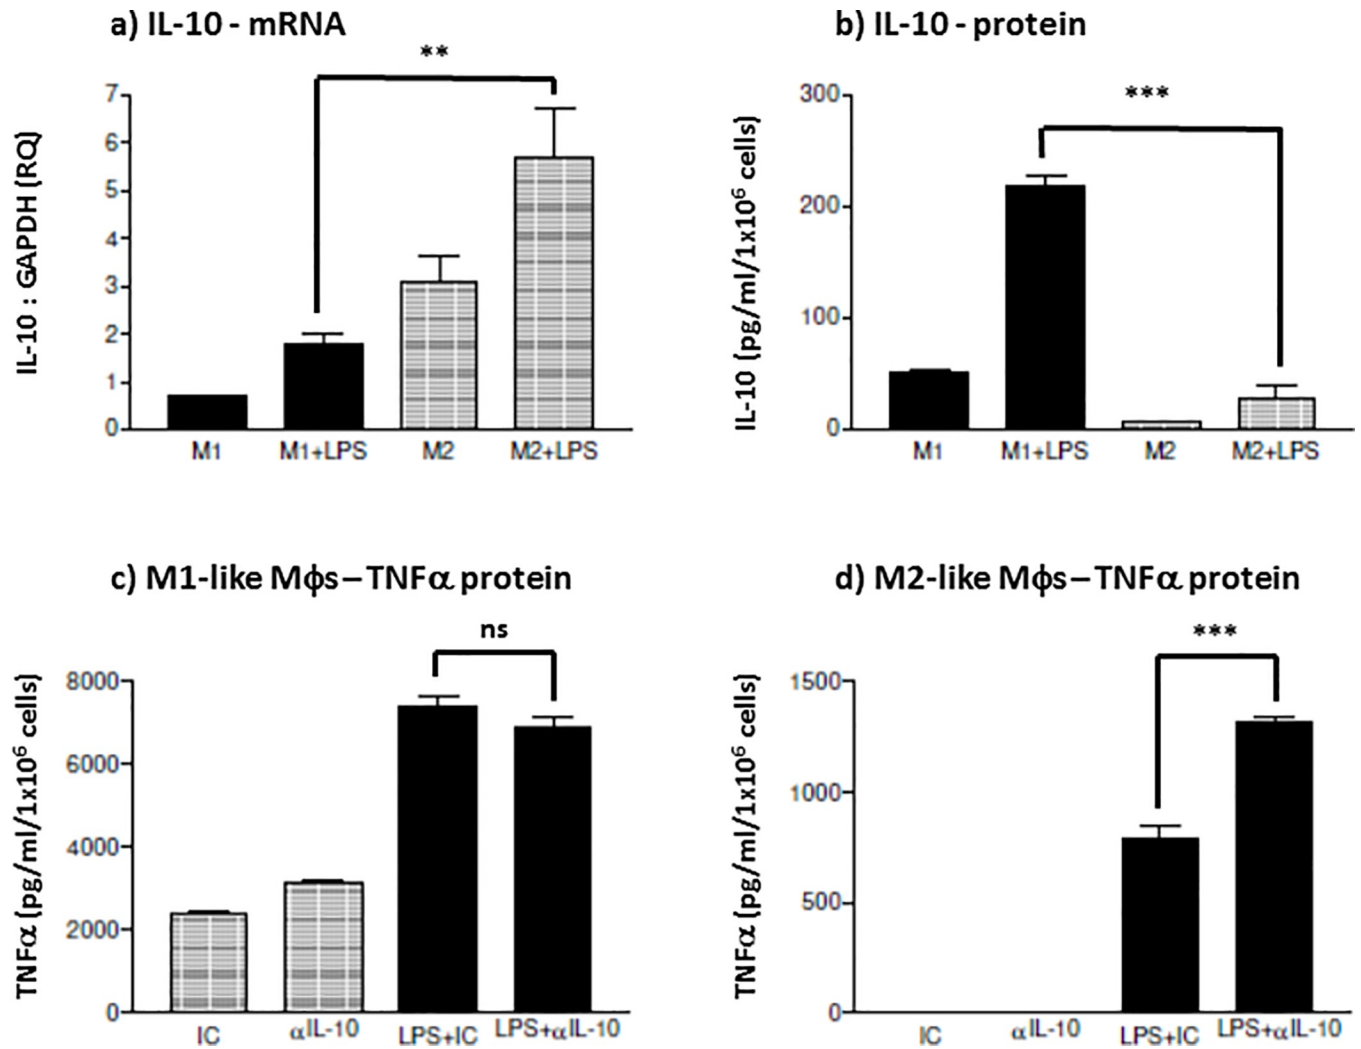 a) IL-10 - mRNA
**
IL-10 : GAPDH (RQ)
7
6
5
4
3
2
1
0
M1 M1+LPS M2 M2+LPS
b) IL-10 - protein
***
IL-10 (pg/ml/1x10⁶ cells)
300
200
100
0
M1 M1+LPS M2 M2+LPS
c) M1-like Mϕs – TNFα protein
ns
TNFα (pg/ml/1x10⁶ cells)
8000
6000
4000
2000
0
IC αIL-10 LPS+IC LPS+αIL-10
d) M2-like Mϕs – TNFα protein
***
TNFα (pg/ml/1x10⁶ cells)
1500
1000
500
0
IC αIL-10 LPS+IC LPS+αIL-10